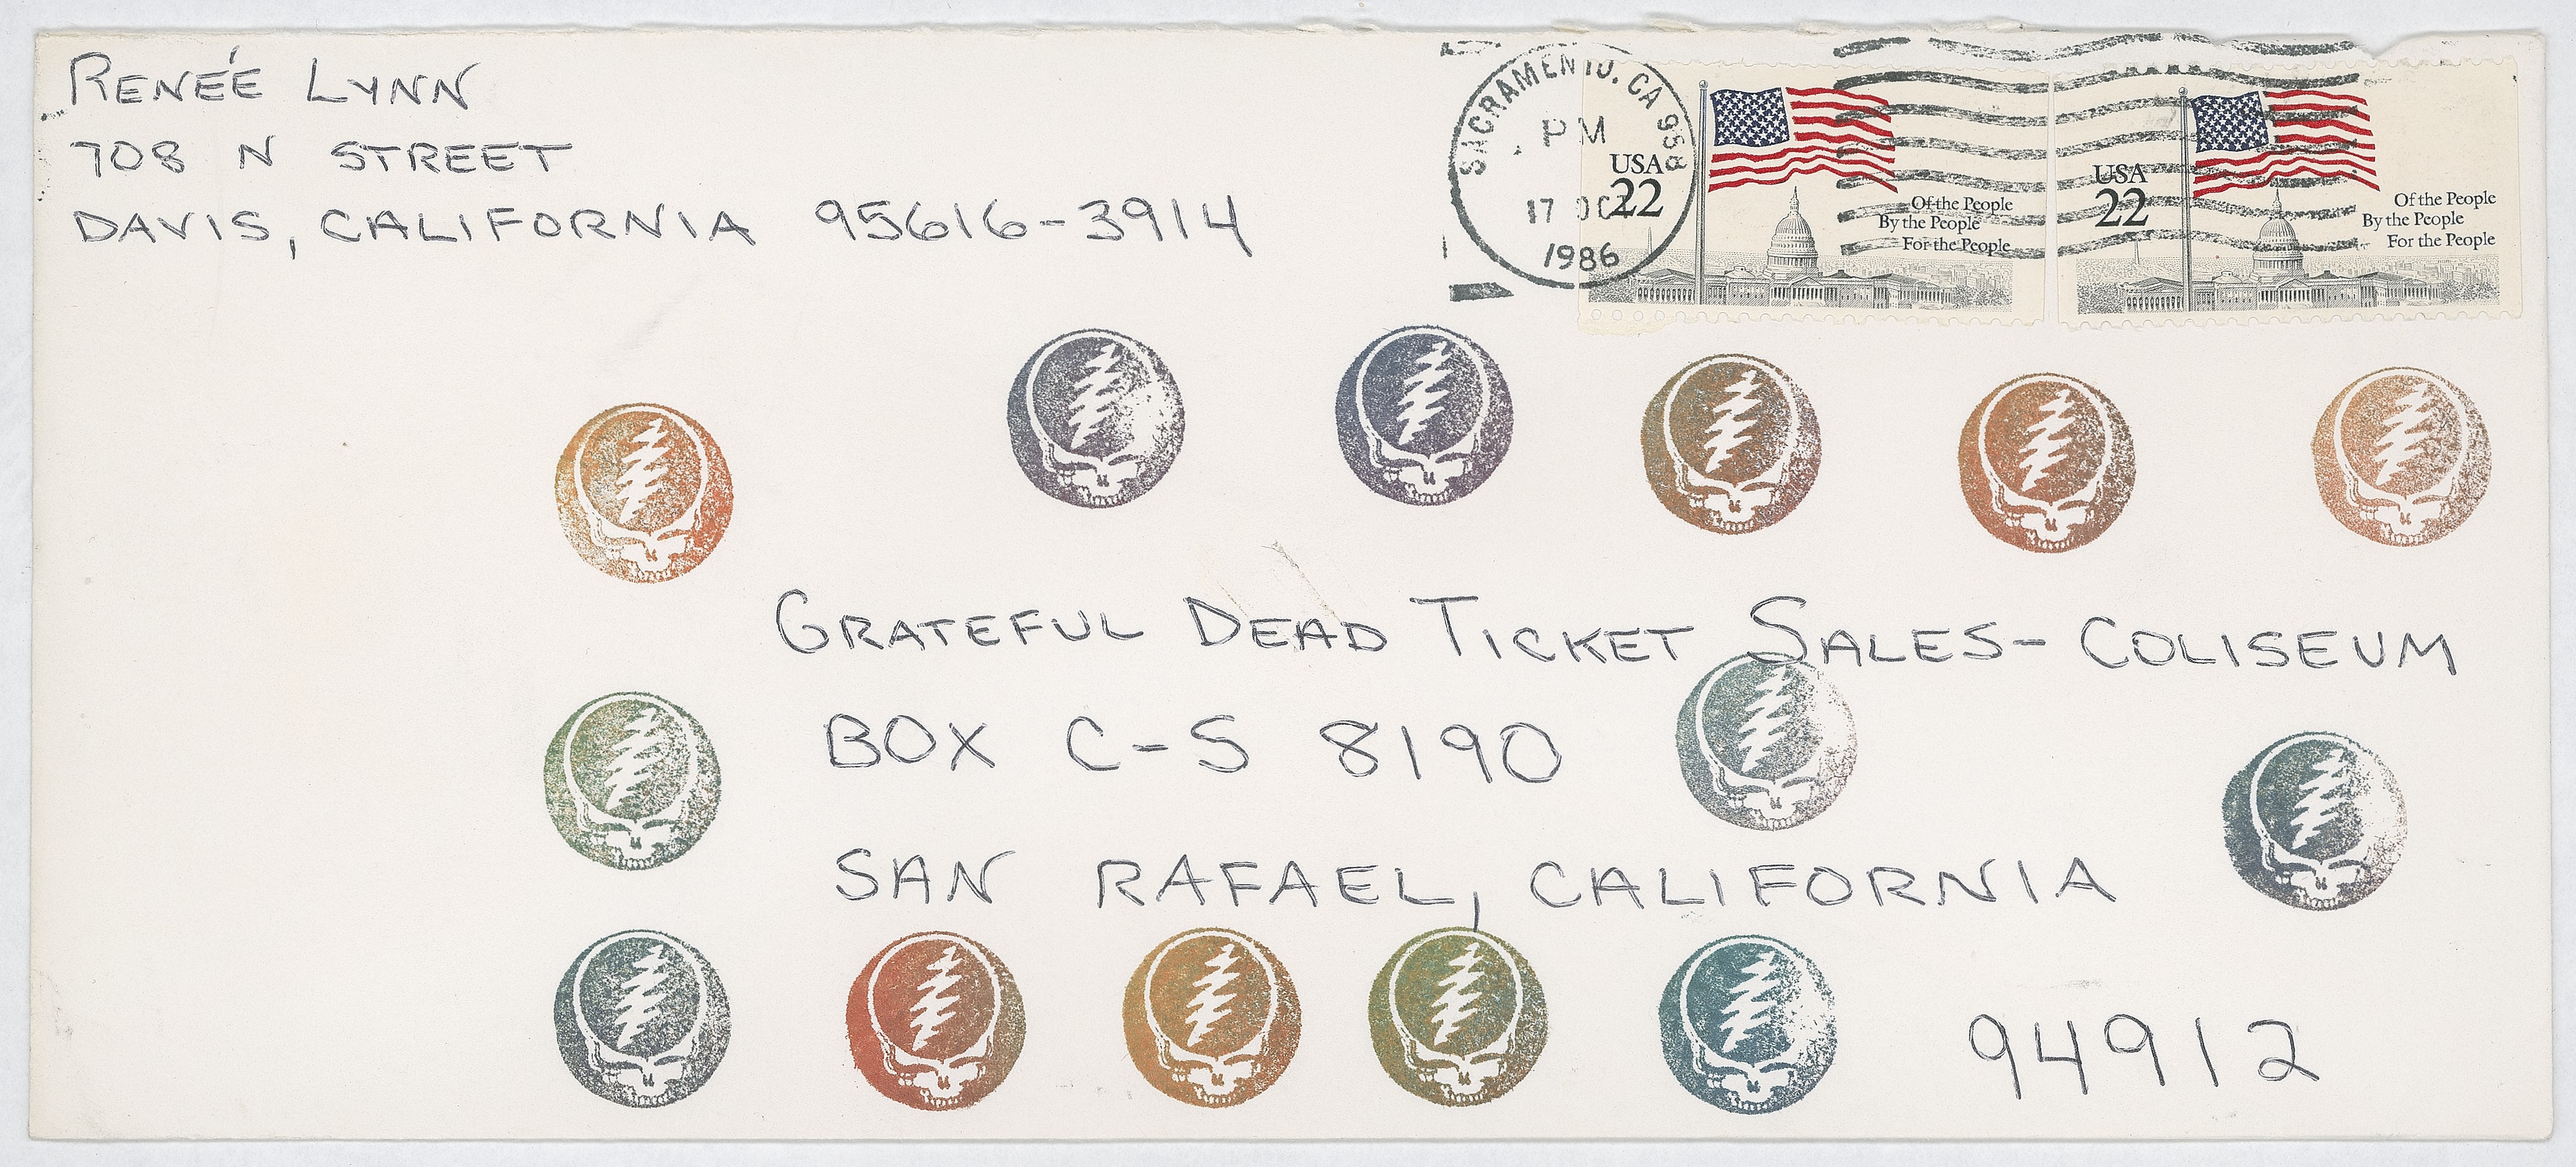 RENEÉ LYNN
708 N STREET
DAVIS, CALIFORNIA 95616-3914
SACRAMENTO, CA 958
PM
17 OCT
1986
USA
22
Of the People
By the People
For the People
USA
22
Of the People
By the People
For the People
GRATEFUL DEAD TICKET SALES- COLISEUM
BOX C-S 8190
SAN RAFAEL, CALIFORNIA
94912